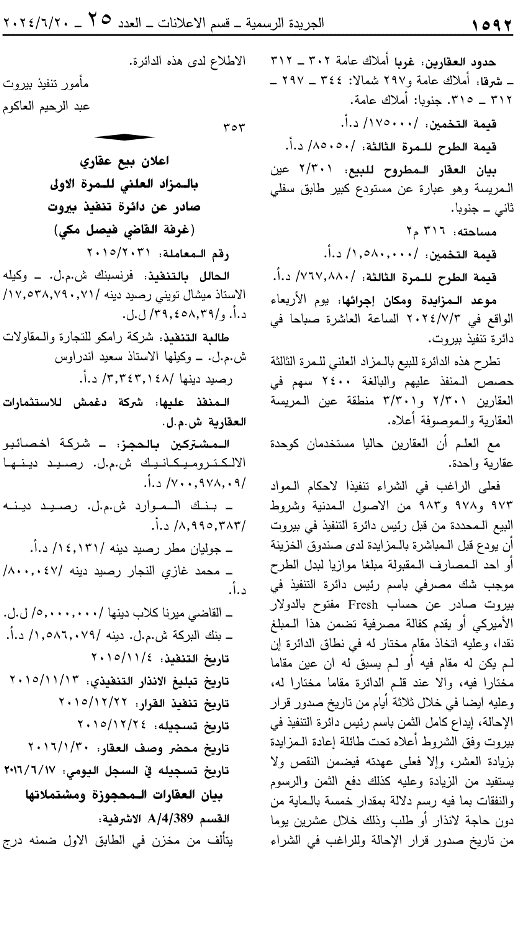 ١٥٩٢
الجريدة الرسمية ــ قسم الاعلانات ــ العدد ٢٥ ــ ٢٠٢٤/٦/٢٠
حدود العقارين: غربا أملاك عامة ٣٠٢ ــ ٣١٢
ــ شرقا: أملاك عامة و٢٩٧ شمالا: ٣٤٤ ــ ٢٩٧ ــ
٣١٢ ــ ٣١٥. جنوبا: أملاك عامة.
قيمة التخمين: /١٧٥٠٠٠/ د.أ.
قيمة الطرح للمرة الثالثة: /٨٥٠٥٠/ د.أ.
بيان العقار المطروح للبيع: ٢/٣٠١ عين
المريسة وهو عبارة عن مستودع كبير طابق سفلي
ثاني ــ جنوبا.
مساحته: ٣١٦ م٢
قيمة التخمين: /١,٥٨٠,٠٠٠/ د.أ.
قيمة الطرح للمرة الثالثة: /٧٦٧,٨٨٠/ د.أ.
موعد المزايدة ومكان إجرائها: يوم الأربعاء
الواقع في ٢٠٢٤/٧/٣ الساعة العاشرة صباحا في
دائرة تنفيذ بيروت.
تطرح هذه الدائرة للبيع بالمزاد العلني للمرة الثالثة
حصص المنفذ عليهم والبالغة ٢٤٠٠ سهم في
العقارين ٢/٣٠١ و٣/٣٠١ منطقة عين المريسة
العقارية والموصوفة أعلاه.
مع العلم أن العقارين حاليا مستخدمان كوحدة
عقارية واحدة.
فعلى الراغب في الشراء تنفيذا لاحكام المواد
٩٧٣ و٩٧٨ و٩٨٣ من الاصول المدنية وشروط
البيع المحددة من قبل رئيس دائرة التنفيذ في بيروت
أن يودع قبل المباشرة بالمزايدة لدى صندوق الخزينة
أو احد المصارف المقبولة مبلغا موازيا لبدل الطرح
موجب شك مصرفي باسم رئيس دائرة التنفيذ في
بيروت صادر عن حساب Fresh مفتوح بالدولار
الأميركي أو يقدم كفالة مصرفية تضمن هذا المبلغ
نقدا، وعليه اتخاذ مقام مختار له في نطاق الدائرة إن
لم يكن له مقام فيه أو لم يسبق له ان عين مقاما
مختارا فيه، والا عند قلم الدائرة مقاما مختارا له،
وعليه ايضا في خلال ثلاثة أيام من تاريخ صدور قرار
الإحالة، إيداع كامل الثمن باسم رئيس دائرة التنفيذ في
بيروت وفق الشروط أعلاه تحت طائلة إعادة المزايدة
بزيادة العشر، وإلا فعلى عهدته فيضمن النقص ولا
يستفيد من الزيادة وعليه كذلك دفع الثمن والرسوم
والنفقات بما فيه رسم دلالة بمقدار خمسة بالماية من
دون حاجة لانذار أو طلب وذلك خلال عشرين يوما
من تاريخ صدور قرار الإحالة وللراغب في الشراء
الاطلاع لدى هذه الدائرة.
مأمور تنفيذ بيروت
عبد الرحيم العاكوم
٣٥٣
اعلان بيع عقاري
بالمزاد العلني للمرة الاولى
صادر عن دائرة تنفيذ بيروت
(غرفة القاضي فيصل مكي)
رقم المعاملة: ٢٠١٥/٢٠٣١
الحالل بالتنفيذ: فرنسبنك ش.م.ل. ــ وكيله
الاستاذ ميشال تويني رصيد دينه /١٧,٥٣٨,٧٩٠,٧١/
د.أ. و/٣٩,٤٥٨,٣٩/ ل.ل.
طالبة التنفيذ: شركة رامكو للتجارة والمقاولات
ش.م.ل. ــ وكيلها الاستاذ سعيد اندراوس
رصيد دينها /٣,٣٤٣,١٤٨/ د.أ.
المنفذ عليها: شركة دغمش للاستثمارات
العقارية ش.م.ل.
المشتركين بالحجز: ــ شركة اخصائيو
الالكتروميكانيك ش.م.ل. رصيد دينها
/٧٠٠,٩٧٨,٠٩/ د.أ.
ــ بنك الموارد ش.م.ل. رصيد دينه
/٨,٩٩٥,٣٨٣/ د.أ.
ــ جوليان مطر رصيد دينه /١٤,١٣١/ د.أ.
ــ محمد غازي النجار رصيد دينه /٨٠٠,٠٤٧/
د.أ.
ــ القاضي ميرنا كلاب دينها /٥,٠٠٠,٠٠٠/ ل.ل.
ــ بنك البركة ش.م.ل. دينه /١,٥٨٦,٠٧٩/ د.أ.
تاريخ التنفيذ: ٢٠١٥/١١/٤
تاريخ تبليغ الانذار التنفيذي: ٢٠١٥/١١/١٣
تاريخ تنفيذ القرار: ٢٠١٥/١٢/٢٢
تاريخ تسجيله: ٢٠١٥/١٢/٢٤
تاريخ محضر وصف العقار: ٢٠١٦/١/٣٠
تاريخ تسجيله في السجل اليومي: ٢٠١٦/٦/١٧
بيان العقارات المحجوزة ومشتملاتها
القسم A/4/389 الاشرفية:
يتألف من مخزن في الطابق الاول ضمنه درج